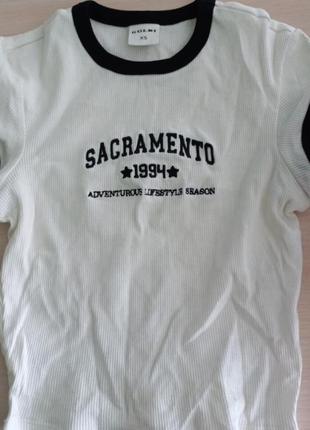 XS
SACRAMENTO
★1994★
ADVENTUROUS LIFESTYLE SEASON